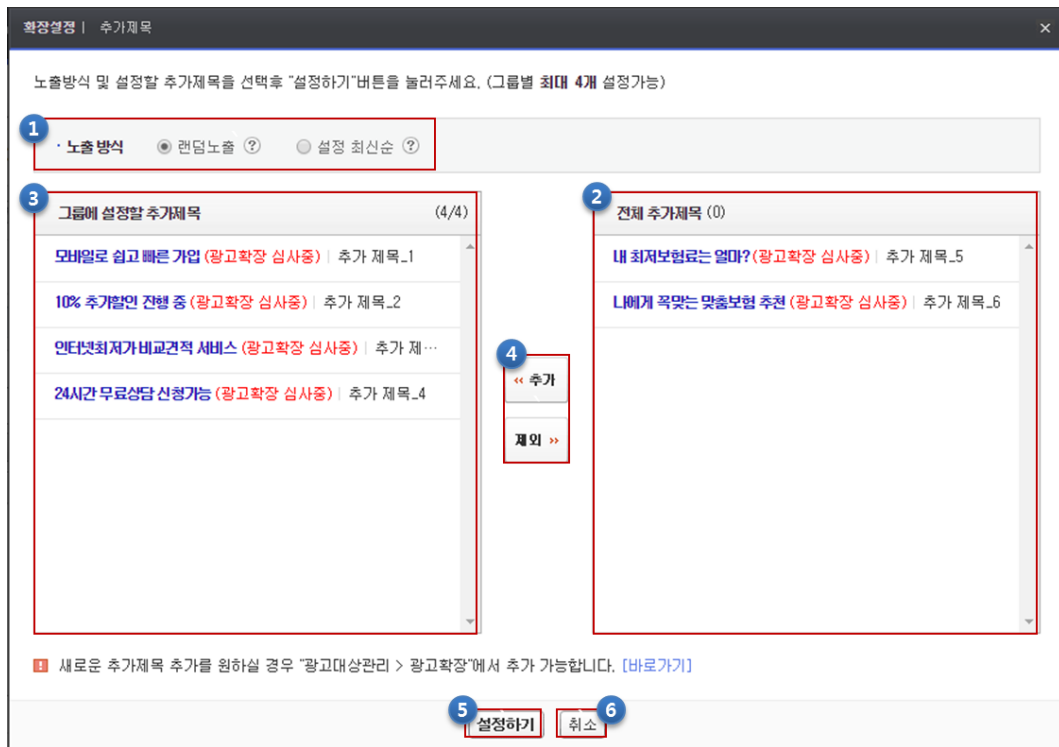 확장설정 | 추가제목 ×
노출방식 및 설정할 추가제목을 선택후 "설정하기"버튼을 눌러주세요. (그룹별 최대 4개 설정가능)
1
· 노출 방식 랜덤노출 ? 설정 최신순 ?
3
그룹에 설정할 추가제목 (4/4)
모바일로 쉽고 빠른 가입 (광고확장 심사중) | 추가 제목_1
10% 추가할인 진행 중 (광고확장 심사중) | 추가 제목_2
인터넷최저가비교견적 서비스 (광고확장 심사중) | 추가 제…
24시간 무료상담 신청가능 (광고확장 심사중) | 추가 제목_4
4
‹‹ 추가
제외 ››
2
전체 추가제목 (0)
내 최저보험료는 얼마? (광고확장 심사중) | 추가 제목_5
나에게 꼭맞는 맞춤보험 추천 (광고확장 심사중) | 추가 제목_6
! 새로운 추가제목 추가를 원하실 경우 "광고대상관리 > 광고확장"에서 추가 가능합니다. [바로가기]
5
설정하기
6
취소